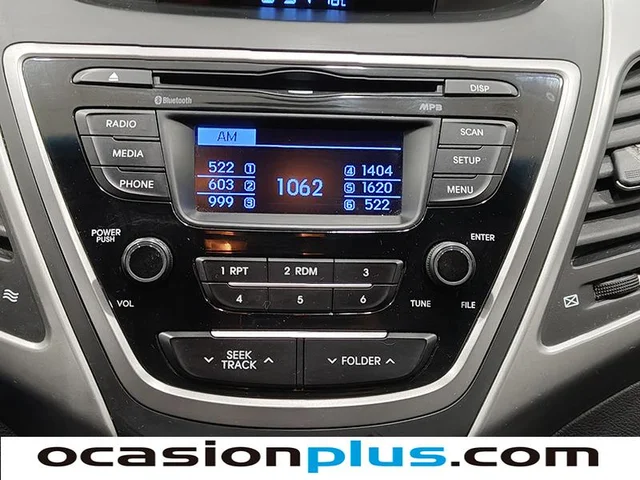 DISP
Bluetooth
MP3
RADIO
MEDIA
PHONE
AM
522 1
603 2
999 3
1062
4 1404
5 1620
6 522
SCAN
SETUP
MENU
POWER
PUSH
VOL
1 RPT
2 RDM
3
4
5
6
ENTER
TUNE
FILE
SEEK
TRACK
FOLDER
ocasionplus.com